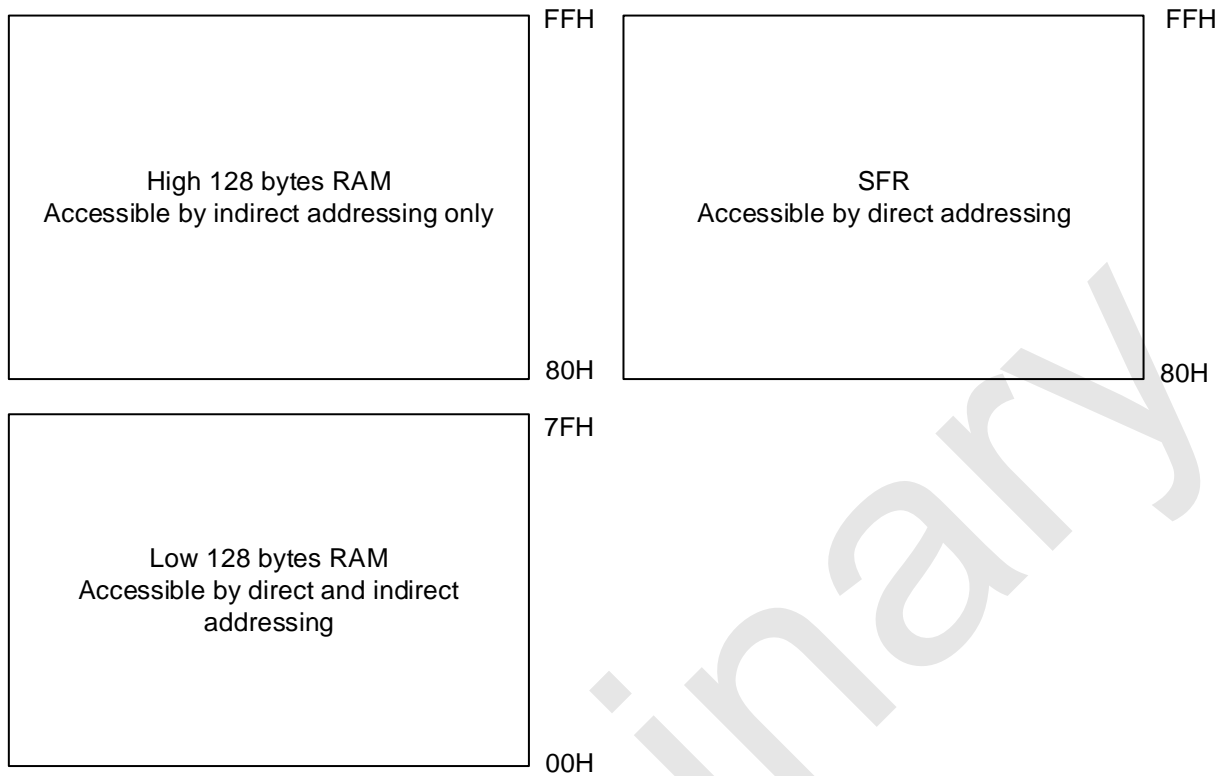 FFH
High 128 bytes RAM
Accessible by indirect addressing only
80H
FFH
SFR
Accessible by direct addressing
80H
7FH
Low 128 bytes RAM
Accessible by direct and indirect
addressing
00H
inary